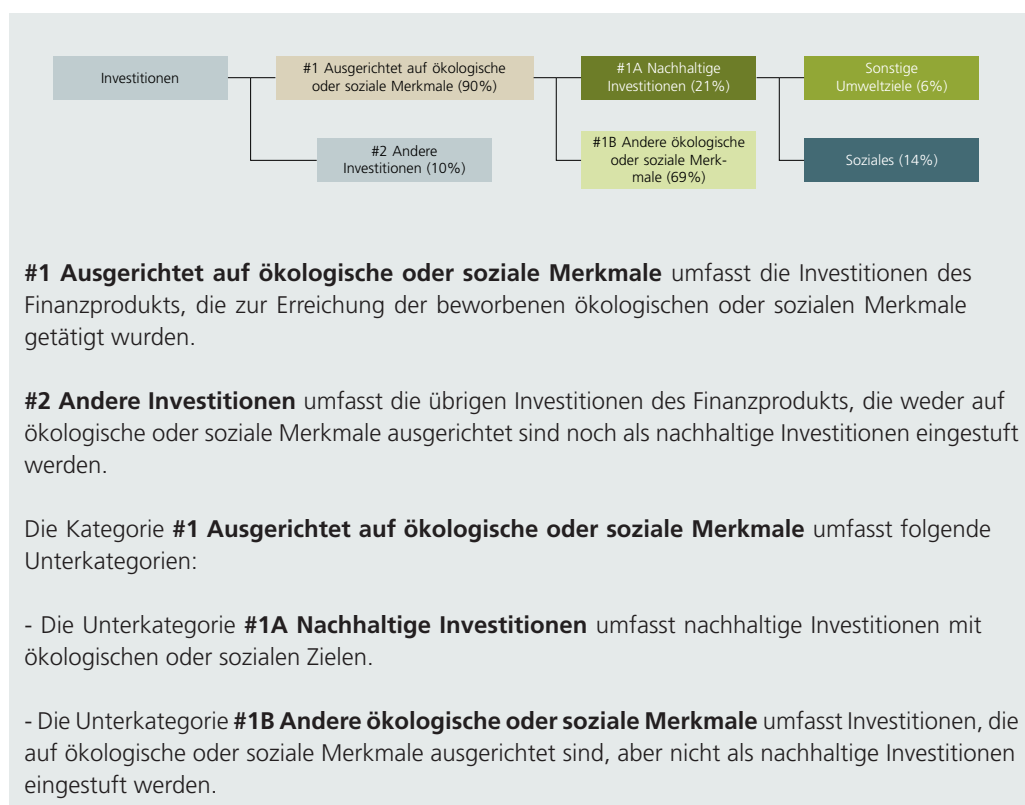 Investitionen
#1 Ausgerichtet auf ökologische
oder soziale Merkmale (90%)
#1A Nachhaltige
Investitionen (21%)
Sonstige
Umweltziele (6%)
#2 Andere
Investitionen (10%)
#1B Andere ökologische
oder soziale Merk-
male (69%)
Soziales (14%)
#1 Ausgerichtet auf ökologische oder soziale Merkmale umfasst die Investitionen des
Finanzprodukts, die zur Erreichung der beworbenen ökologischen oder sozialen Merkmale
getätigt wurden.
#2 Andere Investitionen umfasst die übrigen Investitionen des Finanzprodukts, die weder auf
ökologische oder soziale Merkmale ausgerichtet sind noch als nachhaltige Investitionen eingestuft
werden.
Die Kategorie #1 Ausgerichtet auf ökologische oder soziale Merkmale umfasst folgende
Unterkategorien:
- Die Unterkategorie #1A Nachhaltige Investitionen umfasst nachhaltige Investitionen mit
ökologischen oder sozialen Zielen.
- Die Unterkategorie #1B Andere ökologische oder soziale Merkmale umfasst Investitionen, die
auf ökologische oder soziale Merkmale ausgerichtet sind, aber nicht als nachhaltige Investitionen
eingestuft werden.